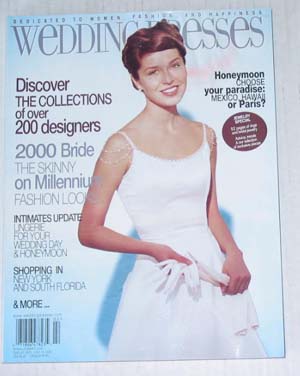 DEDICATED TO WOMEN, FASHION, AND HAPPINESS
WEDDING DRESSES
Discover
THE COLLECTIONS
of over
200 designers
2000 Bride
THE SKINNY
on Millennium
FASHION LOOKS
INTIMATES UPDATE
LINGERIE
FOR YOUR
WEDDING DAY
& HONEYMOON
SHOPPING IN
NEW YORK
AND SOUTH FLORIDA
& MORE ...
Honeymoon
CHOOSE
your paradise:
MEXICO, HAWAII
or Paris?
JEWELRY
SPECIAL